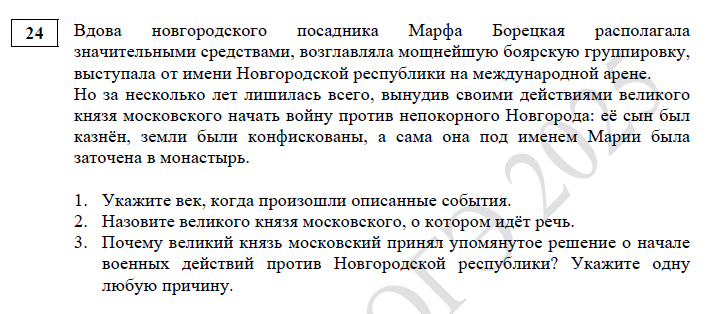 24
Вдова новгородского посадника Марфа Борецкая располагала
значительными средствами, возглавляла мощнейшую боярскую группировку,
выступала от имени Новгородской республики на международной арене.
Но за несколько лет лишилась всего, вынудив своими действиями великого
князя московского начать войну против непокорного Новгорода: её сын был
казнён, земли были конфискованы, а сама она под именем Марии была
заточена в монастырь.
1. Укажите век, когда произошли описанные события.
2. Назовите великого князя московского, о котором идёт речь.
3. Почему великий князь московский принял упомянутое решение о начале
военных действий против Новгородской республики? Укажите одну
любую причину.
ОГЭ 2025